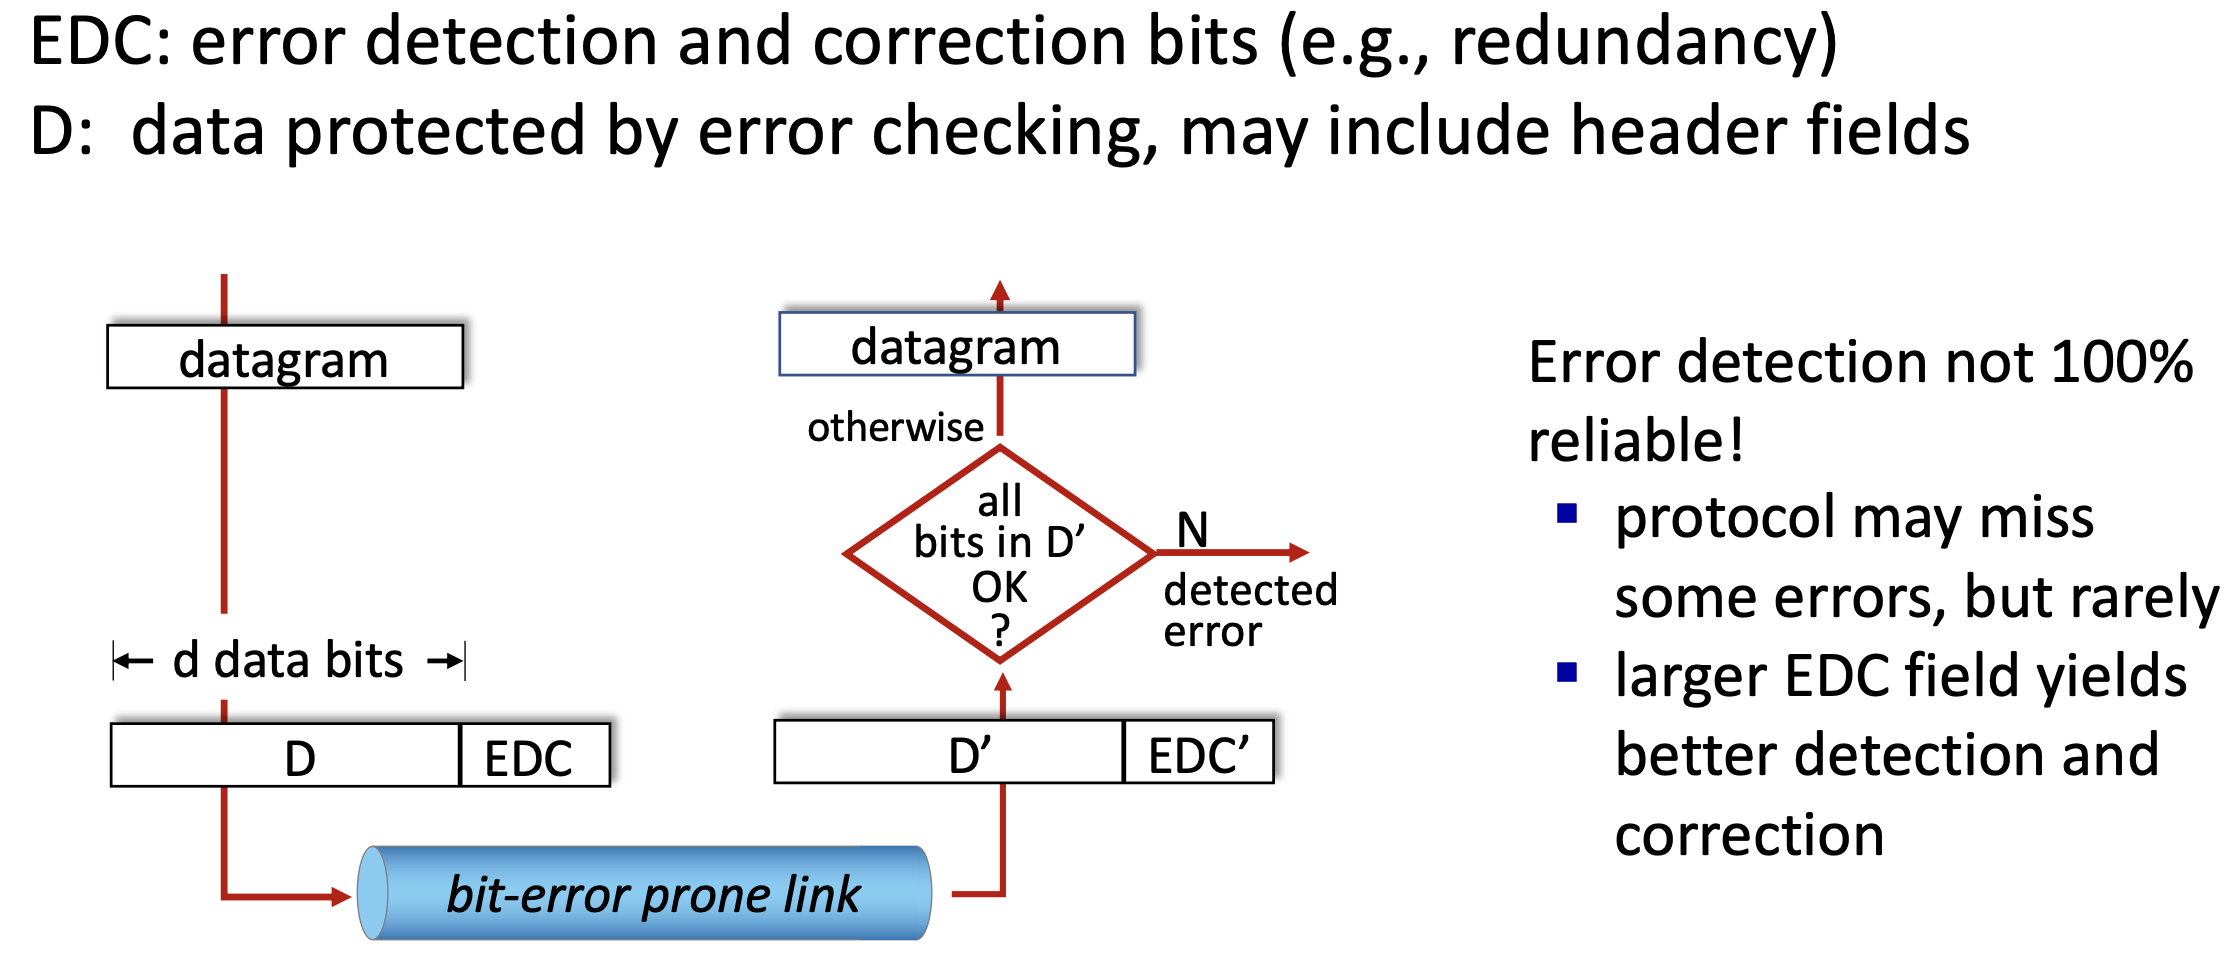 EDC: error detection and correction bits (e.g., redundancy)
D: data protected by error checking, may include header fields
datagram
d data bits
D EDC
bit-error prone link
datagram
otherwise
all
bits in D’
OK
?
N
detected
error
D’ EDC’
Error detection not 100%
reliable!
protocol may miss
some errors, but rarely
larger EDC field yields
better detection and
correction